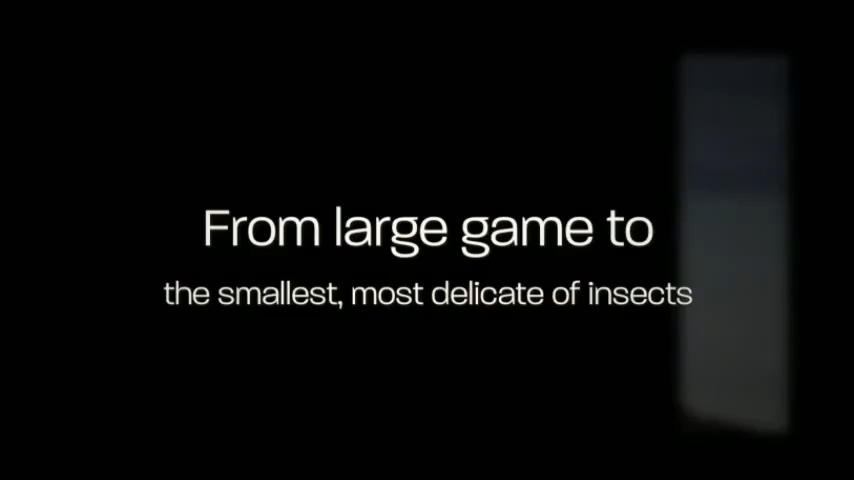 From large game to
the smallest, most delicate of insects